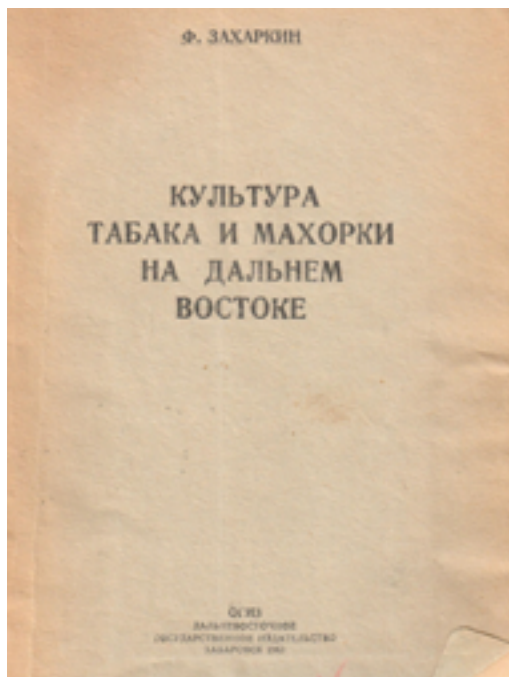 Ф. ЗАХАРКИН
КУЛЬТУРА
ТАБАКА И МАХОРКИ
НА ДАЛЬНЕМ
ВОСТОКЕ
ОГИЗ
ДАЛЬНЕВОСТОЧНОЕ
ГОСУДАРСТВЕННОЕ ИЗДАТЕЛЬСТВО
ХАБАРОВСК